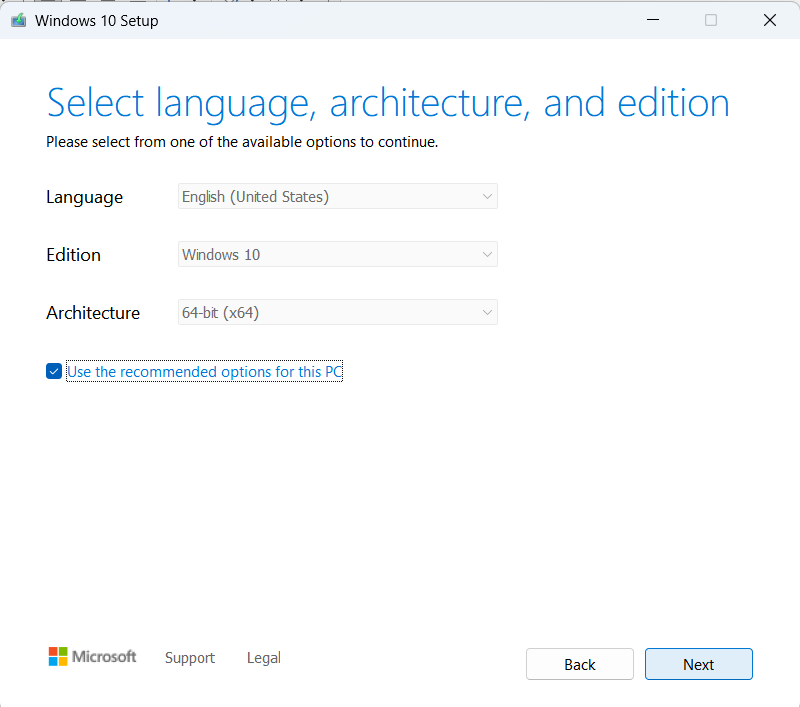 Windows 10 Setup
Select language, architecture, and edition
Please select from one of the available options to continue.
Language English (United States)
Edition Windows 10
Architecture 64-bit (x64)
Use the recommended options for this PC
Microsoft Support Legal Back Next